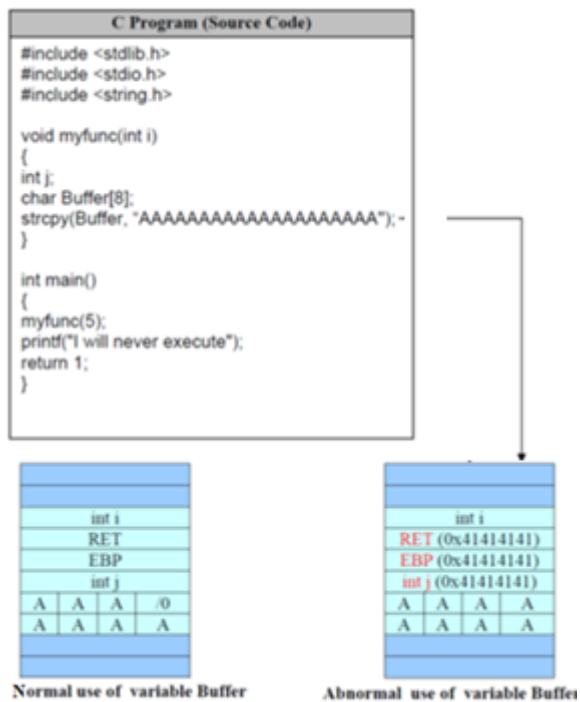 C Program (Source Code)
#include <stdlib.h>
#include <stdio.h>
#include <string.h>
void myfunc(int i)
{
int j;
char Buffer[8];
strcpy(Buffer, "AAAAAAAAAAAAAAAAAAAA");
}
int main()
{
myfunc(5);
printf("I will never execute");
return 1;
}
int i
RET
EBP
int j
A A A /0
A A A A
Normal use of variable Buffer
int i
RET (0x41414141)
EBP (0x41414141)
int j (0x41414141)
A A A A
A A A A
Abnormal use of variable Buffer